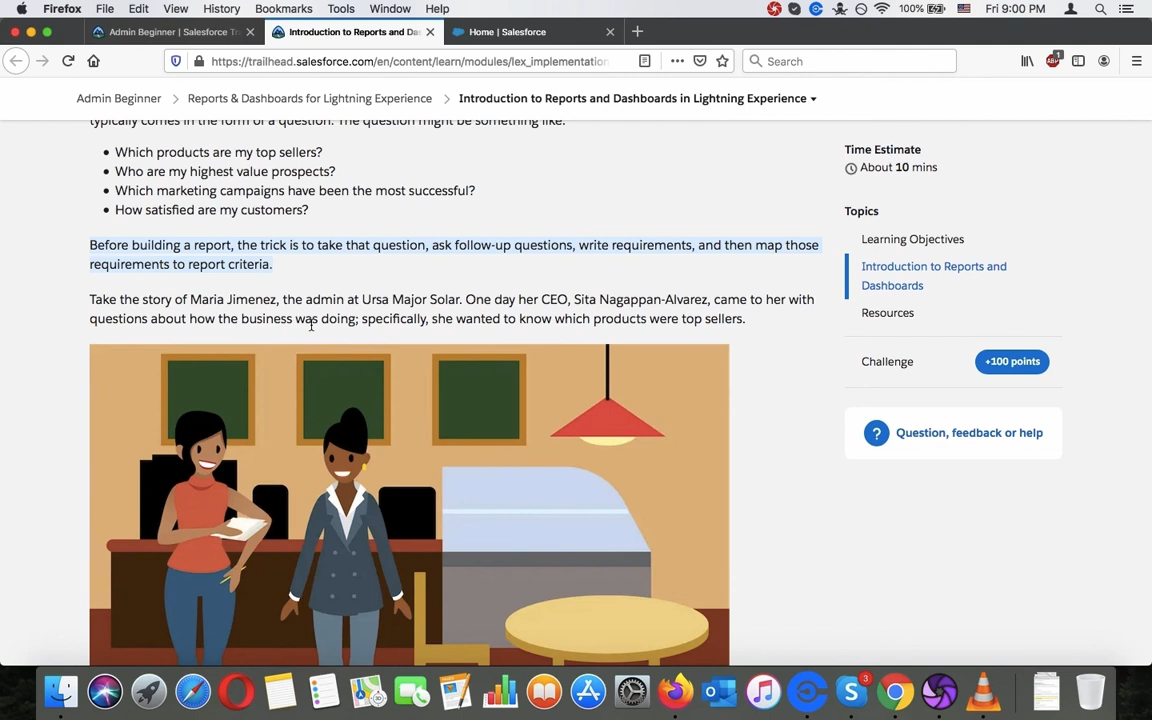 Firefox File Edit View History Bookmarks Tools Window Help 100% Fri 9:00 PM
Admin Beginner | Salesforce Tr Introduction to Reports and Da Home | Salesforce
https://trailhead.salesforce.com/en/content/learn/modules/lex_implementation Search 1
Admin Beginner Reports & Dashboards for Lightning Experience Introduction to Reports and Dashboards in Lightning Experience
typically comes in the form of a question. The question might be something like:
• Which products are my top sellers?
• Who are my highest value prospects?
• Which marketing campaigns have been the most successful?
• How satisfied are my customers?
Before building a report, the trick is to take that question, ask follow-up questions, write requirements, and then map those
requirements to report criteria.
Take the story of Maria Jimenez, the admin at Ursa Major Solar. One day her CEO, Sita Nagappan-Alvarez, came to her with
questions about how the business was doing; specifically, she wanted to know which products were top sellers.
Time Estimate
About 10 mins
Topics
Learning Objectives
Introduction to Reports and
Dashboards
Resources
Challenge +100 points
? Question, feedback or help
3